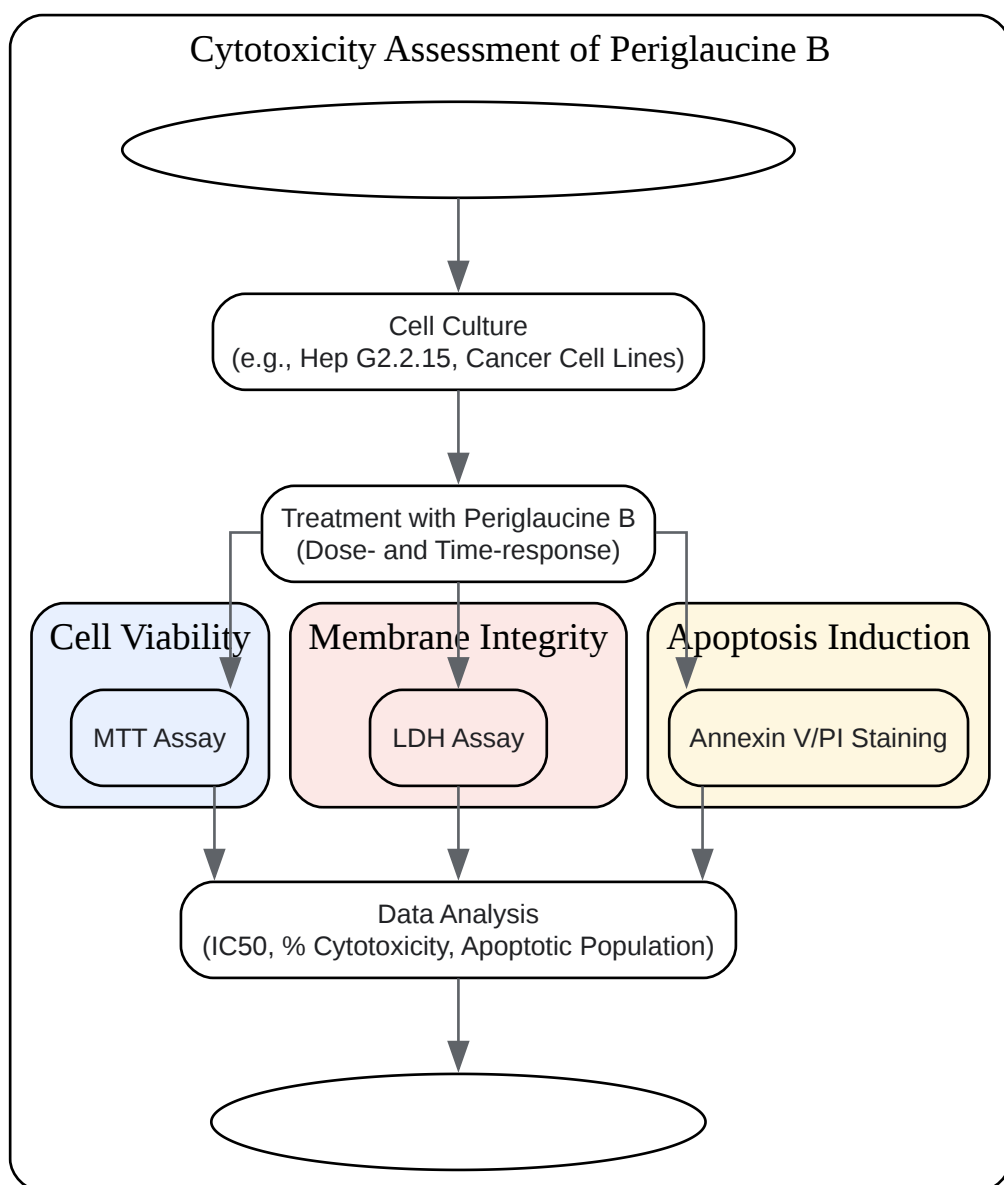 Cytotoxicity Assessment of Periglaucine B
Cell Culture
(e.g., Hep G2.2.15, Cancer Cell Lines)
Treatment with Periglaucine B
(Dose- and Time-response)
Cell Viability
Membrane Integrity
Apoptosis Induction
MTT Assay
LDH Assay
Annexin V/PI Staining
Data Analysis
(IC50, % Cytotoxicity, Apoptotic Population)